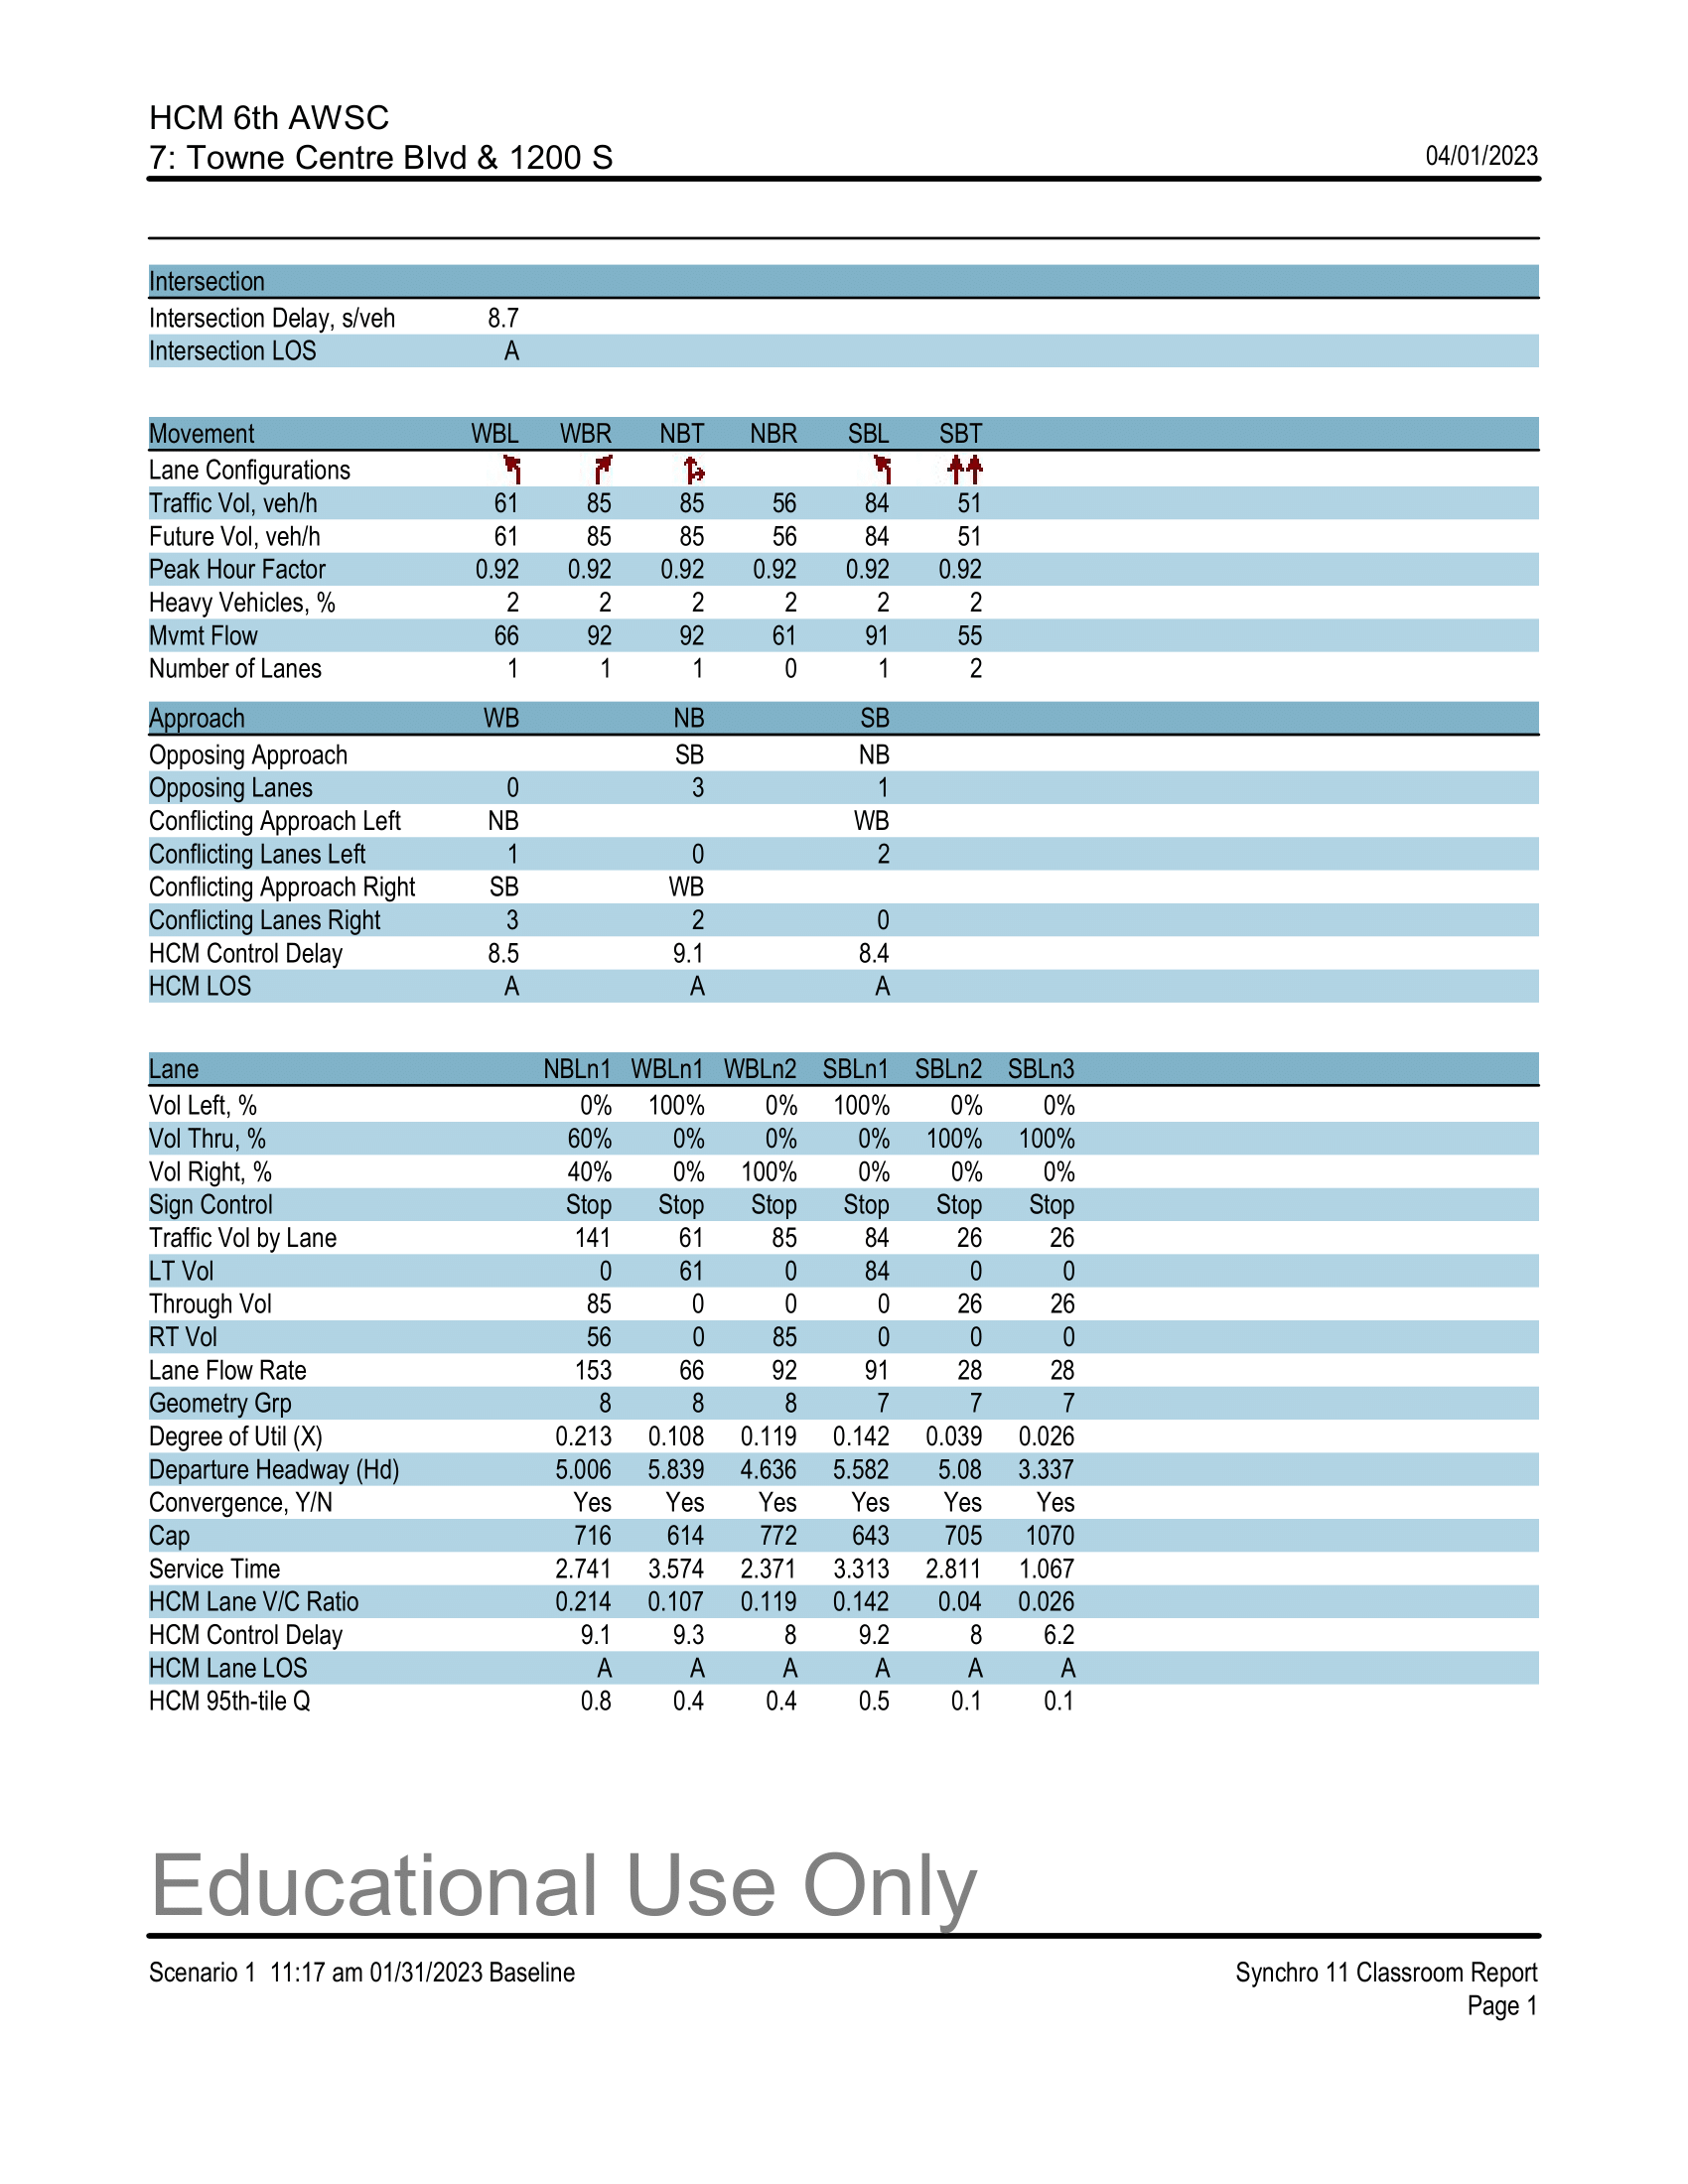 HCM 6th AWSC
7: Towne Centre Blvd & 1200 S 04/01/2023
Intersection
Intersection Delay, s/veh 8.7
Intersection LOS A
Movement WBL WBR NBT NBR SBL SBT
Lane Configurations
Traffic Vol, veh/h 61 85 85 56 84 51
Future Vol, veh/h 61 85 85 56 84 51
Peak Hour Factor 0.92 0.92 0.92 0.92 0.92 0.92
Heavy Vehicles, % 2 2 2 2 2 2
Mvmt Flow 66 92 92 61 91 55
Number of Lanes 1 1 1 0 1 2
Approach WB NB SB
Opposing Approach SB NB
Opposing Lanes 0 3 1
Conflicting Approach Left NB WB
Conflicting Lanes Left 1 0 2
Conflicting Approach Right SB WB
Conflicting Lanes Right 3 2 0
HCM Control Delay 8.5 9.1 8.4
HCM LOS A A A
Lane NBLn1 WBLn1 WBLn2 SBLn1 SBLn2 SBLn3
Vol Left, % 0% 100% 0% 100% 0% 0%
Vol Thru, % 60% 0% 0% 0% 100% 100%
Vol Right, % 40% 0% 100% 0% 0% 0%
Sign Control Stop Stop Stop Stop Stop Stop
Traffic Vol by Lane 141 61 85 84 26 26
LT Vol 0 61 0 84 0 0
Through Vol 85 0 0 0 26 26
RT Vol 56 0 85 0 0 0
Lane Flow Rate 153 66 92 91 28 28
Geometry Grp 8 8 8 7 7 7
Degree of Util (X) 0.213 0.108 0.119 0.142 0.039 0.026
Departure Headway (Hd) 5.006 5.839 4.636 5.582 5.08 3.337
Convergence, Y/N Yes Yes Yes Yes Yes Yes
Cap 716 614 772 643 705 1070
Service Time 2.741 3.574 2.371 3.313 2.811 1.067
HCM Lane V/C Ratio 0.214 0.107 0.119 0.142 0.04 0.026
HCM Control Delay 9.1 9.3 8 9.2 8 6.2
HCM Lane LOS A A A A A A
HCM 95th-tile Q 0.8 0.4 0.4 0.5 0.1 0.1
Educational Use Only
Scenario 1 11:17 am 01/31/2023 Baseline Synchro 11 Classroom Report
Page 1